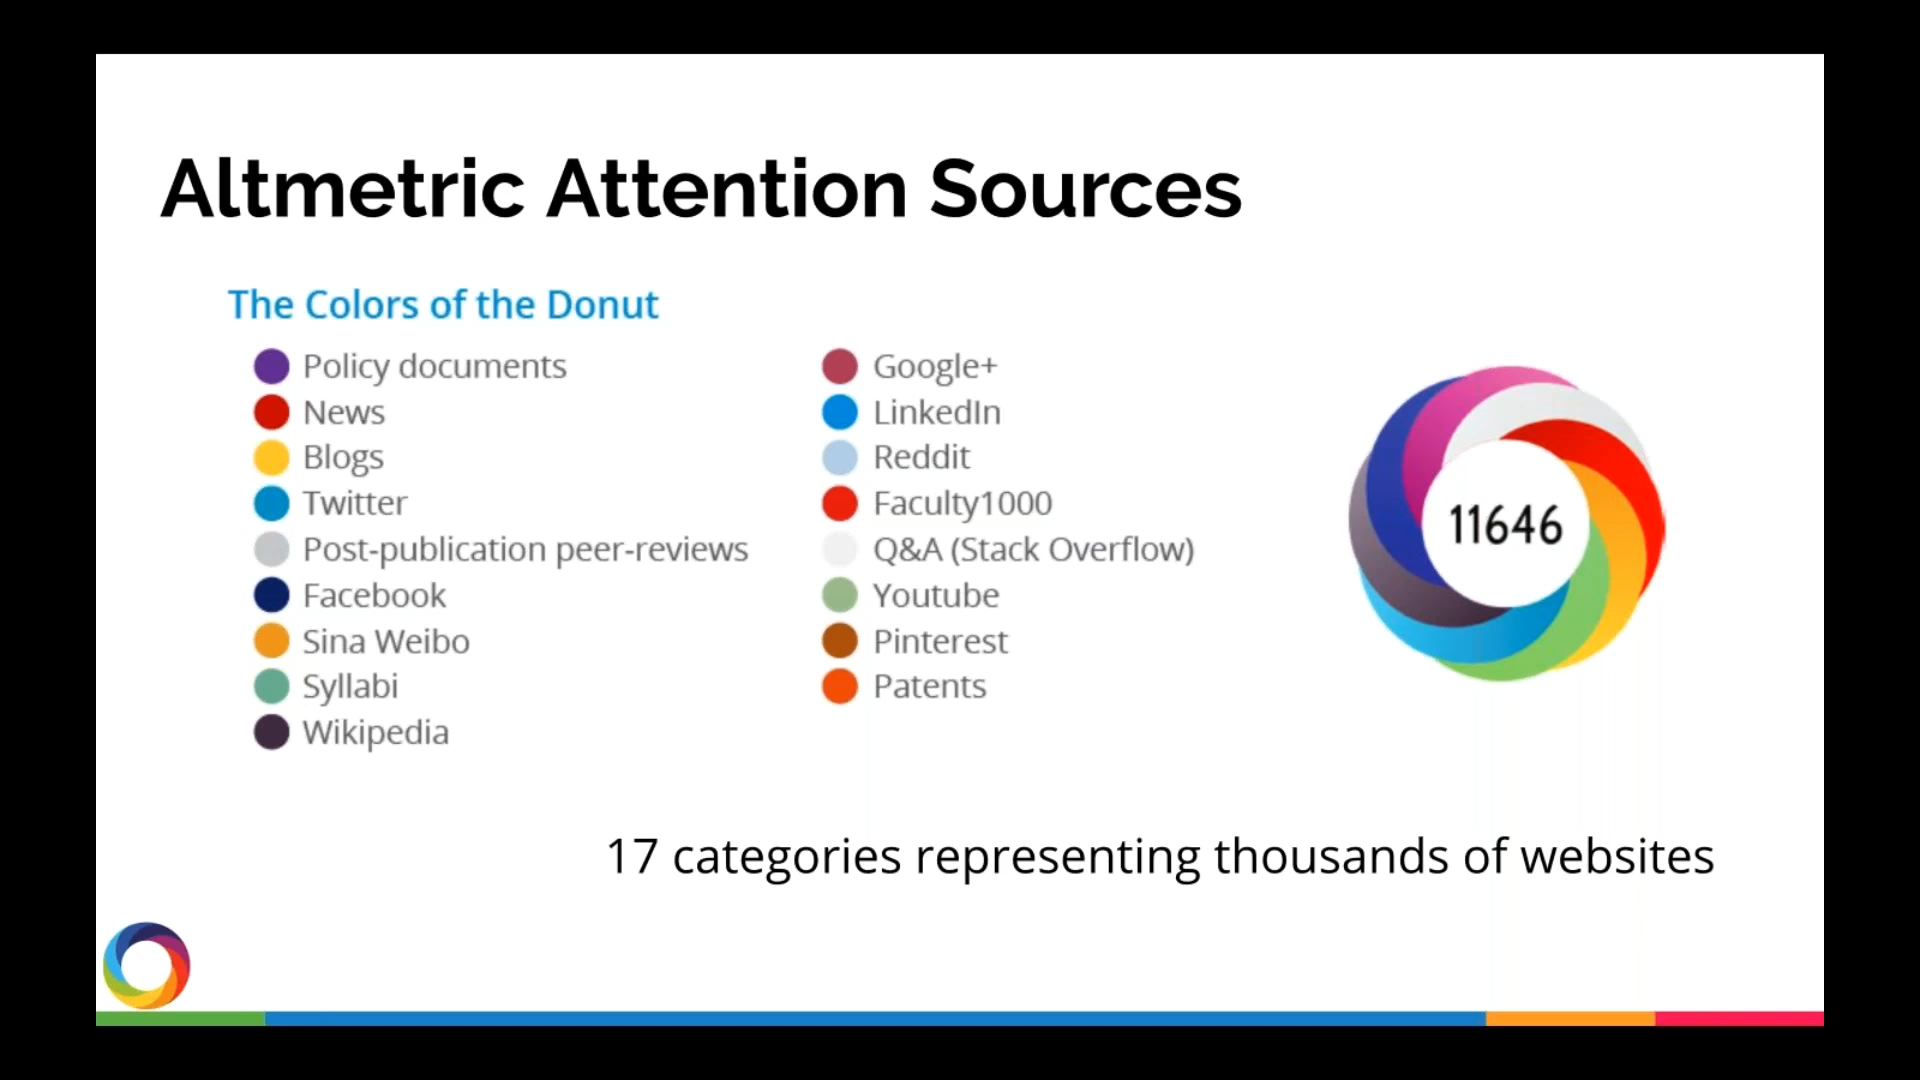 Altmetric Attention Sources
The Colors of the Donut
Policy documents
News
Blogs
Twitter
Post-publication peer-reviews
Facebook
Sina Weibo
Syllabi
Wikipedia
Google+
LinkedIn
Reddit
Faculty1000
Q&A (Stack Overflow)
Youtube
Pinterest
Patents
11646
17 categories representing thousands of websites